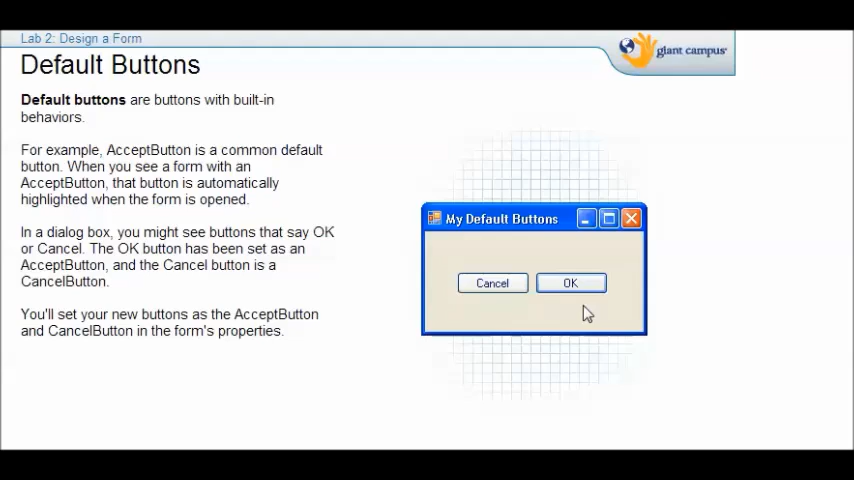 Lab 2: Design a Form
giant campus
Default Buttons
Default buttons are buttons with built-in
behaviors.
For example, AcceptButton is a common default
button. When you see a form with an
AcceptButton, that button is automatically
highlighted when the form is opened.
In a dialog box, you might see buttons that say OK
or Cancel. The OK button has been set as an
AcceptButton, and the Cancel button is a
CancelButton.
You'll set your new buttons as the AcceptButton
and CancelButton in the form's properties.
My Default Buttons
Cancel OK